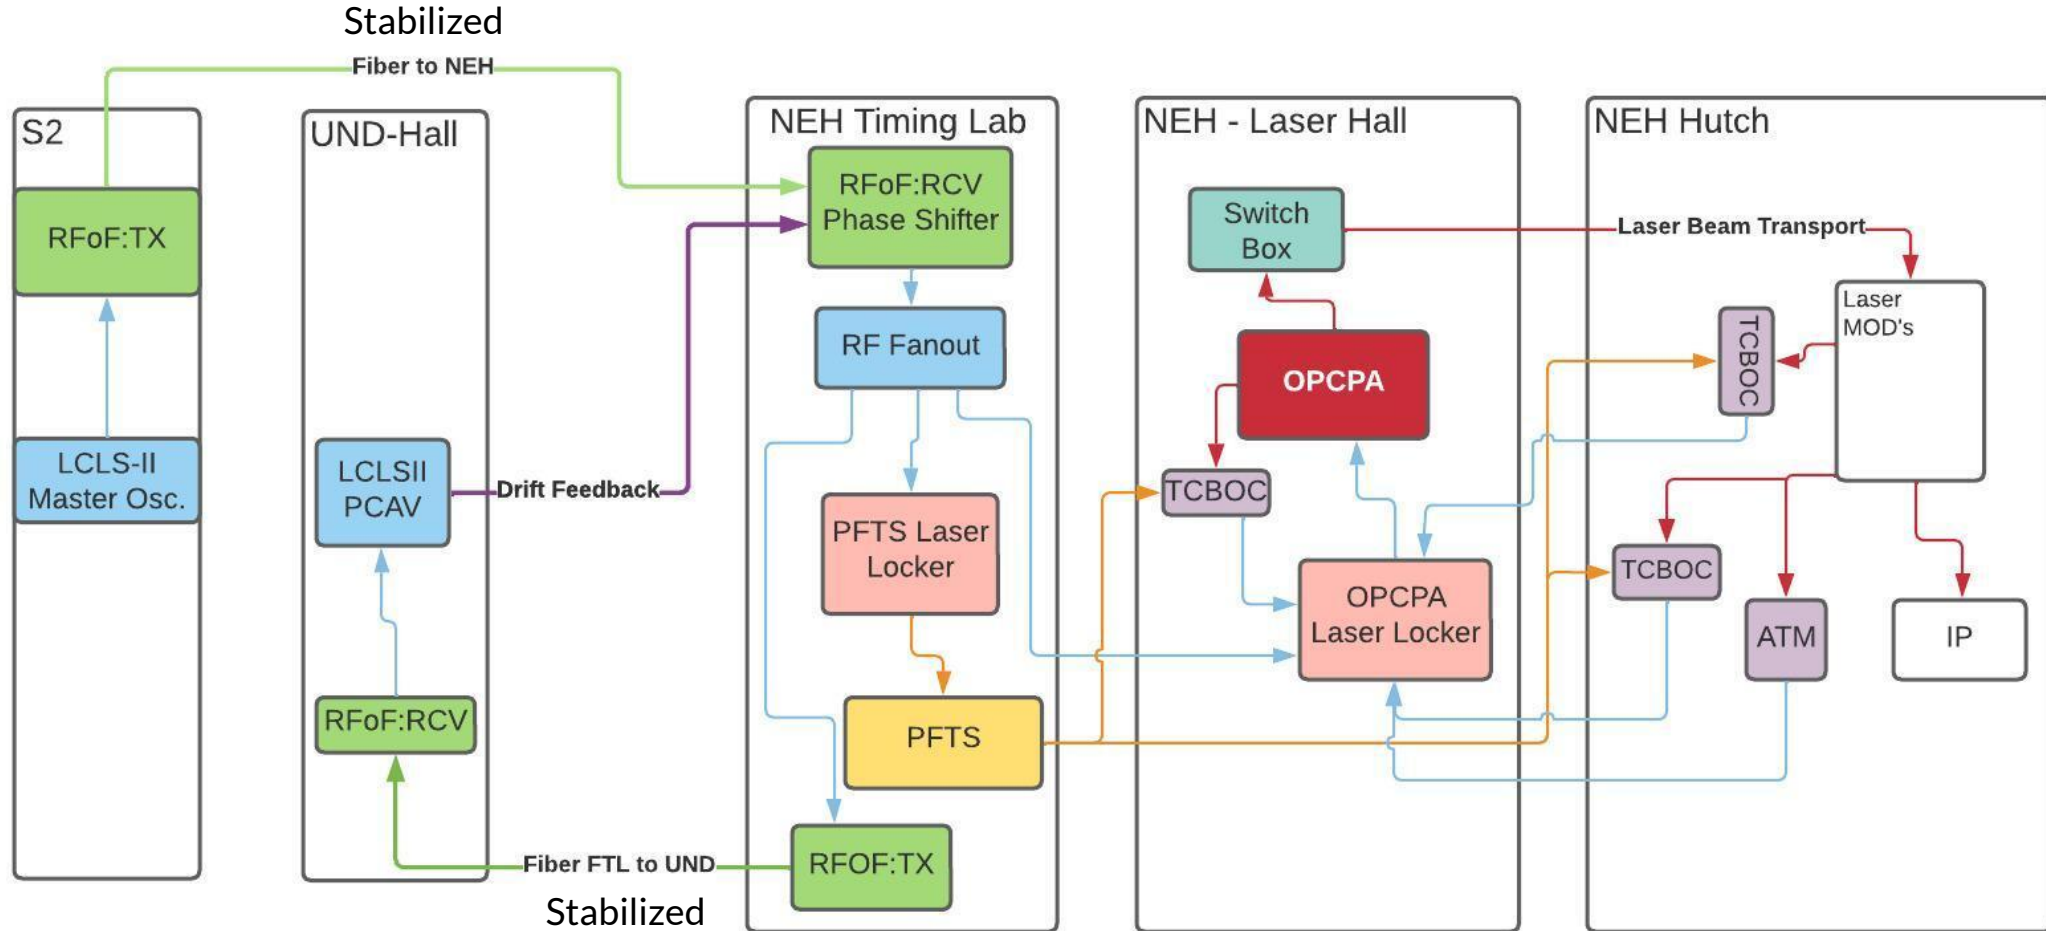 Stabilized
Fiber to NEH
S2
RFoF:TX
LCLS-II
Master Osc.
UND-Hall
LCLSII
PCAV
RFoF:RCV
Drift Feedback
Fiber FTL to UND
Stabilized
NEH Timing Lab
RFoF:RCV
Phase Shifter
RF Fanout
PFTS Laser
Locker
PFTS
RFOF:TX
NEH - Laser Hall
Switch
Box
OPCPA
TCBOC
OPCPA
Laser Locker
NEH Hutch
Laser Beam Transport
Laser
MOD's
TCBOC
TCBOC
ATM
IP